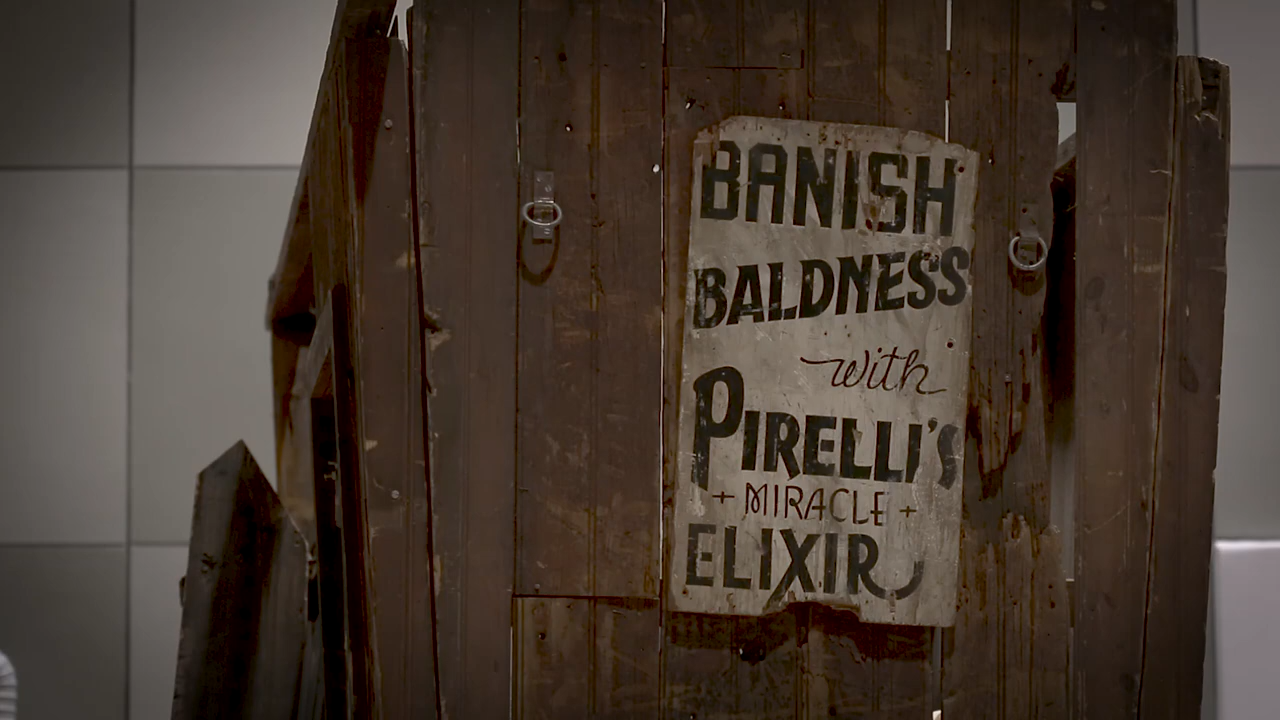 BANISH
BALDNESS
with
PIRELLI'S
+ MIRACLE +
ELIXIR